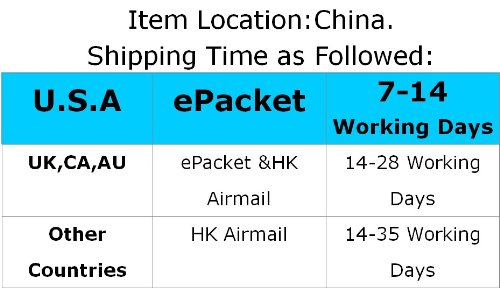 Item Location:China.
Shipping Time as Followed:
U.S.A ePacket 7-14
Working Days
UK,CA,AU ePacket &HK 14-28 Working
Airmail Days
Other HK Airmail 14-35 Working
Countries Days